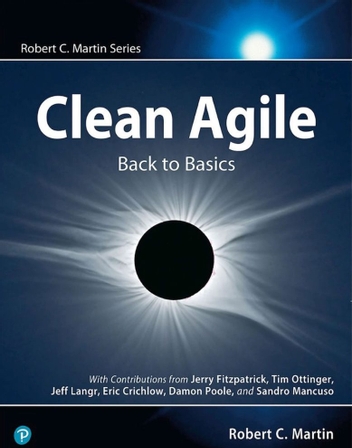 Robert C. Martin Series
Clean Agile
Back to Basics
With Contributions from Jerry Fitzpatrick, Tim Ottinger,
Jeff Langr, Eric Crichlow, Damon Poole, and Sandro Mancuso
P
Robert C. Martin